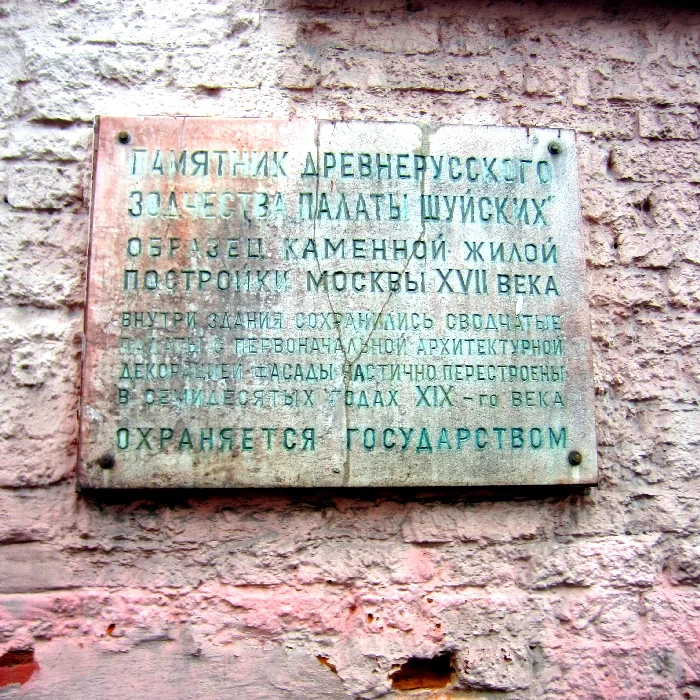 ПАМЯТНИК ДРЕВНЕРУССКОГО
ЗОДЧЕСТВА ПАЛАТЫ ШУЙСКИХ
ОБРАЗЕЦ КАМЕННОЙ ЖИЛОЙ
ПОСТРОЙКИ МОСКВЫ XVII ВЕКА
ВНУТРИ ЗДАНИЯ СОХРАНИЛИСЬ СВОДЧАТЫЕ
ПАЛАТЫ С ПЕРВОНАЧАЛЬНОЙ АРХИТЕКТУРНОЙ
ДЕКОРАЦИЕЙ ФАСАДЫ ЧАСТИЧНО ПЕРЕСТРОЕНЫ
В СЕМИДЕСЯТЫХ ГОДАХ XIX-го ВЕКА
ОХРАНЯЕТСЯ ГОСУДАРСТВОМ